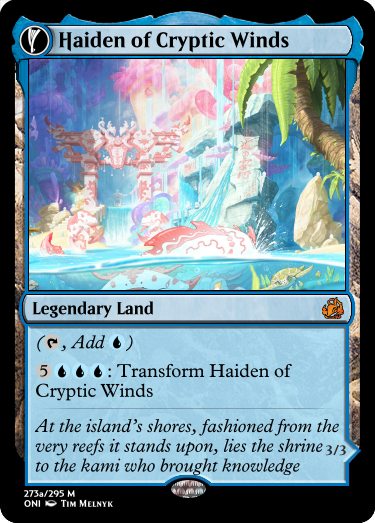 Haiden of Cryptic Winds
Legendary Land
(T, Add U)
5 U U U: Transform Haiden of
Cryptic Winds
At the island's shores, fashioned from the
very reefs it stands upon, lies the shrine
to the kami who brought knowledge
3/3
273a/295 M
ONI Tim Melnyk